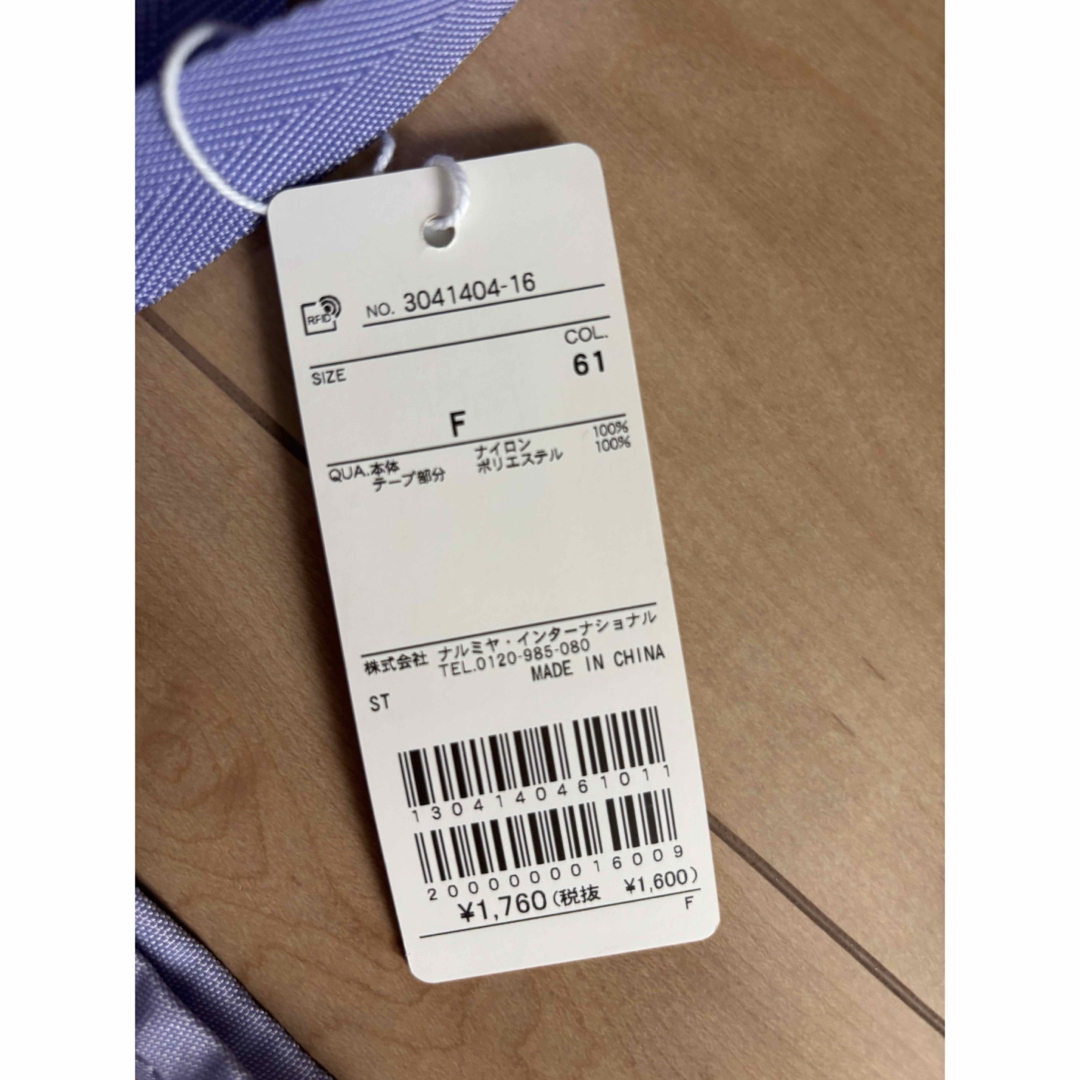 RFID
NO. 3041404-16
COL.
SIZE
61
F
QUA.本体 ナイロン 100%
テープ部分 ポリエステル 100%
株式会社 ナルミヤ・インターナショナル
TEL.0120-985-080
MADE IN CHINA
ST
1304140461011
2000000016009
¥1,760(税抜 ¥1,600)
F